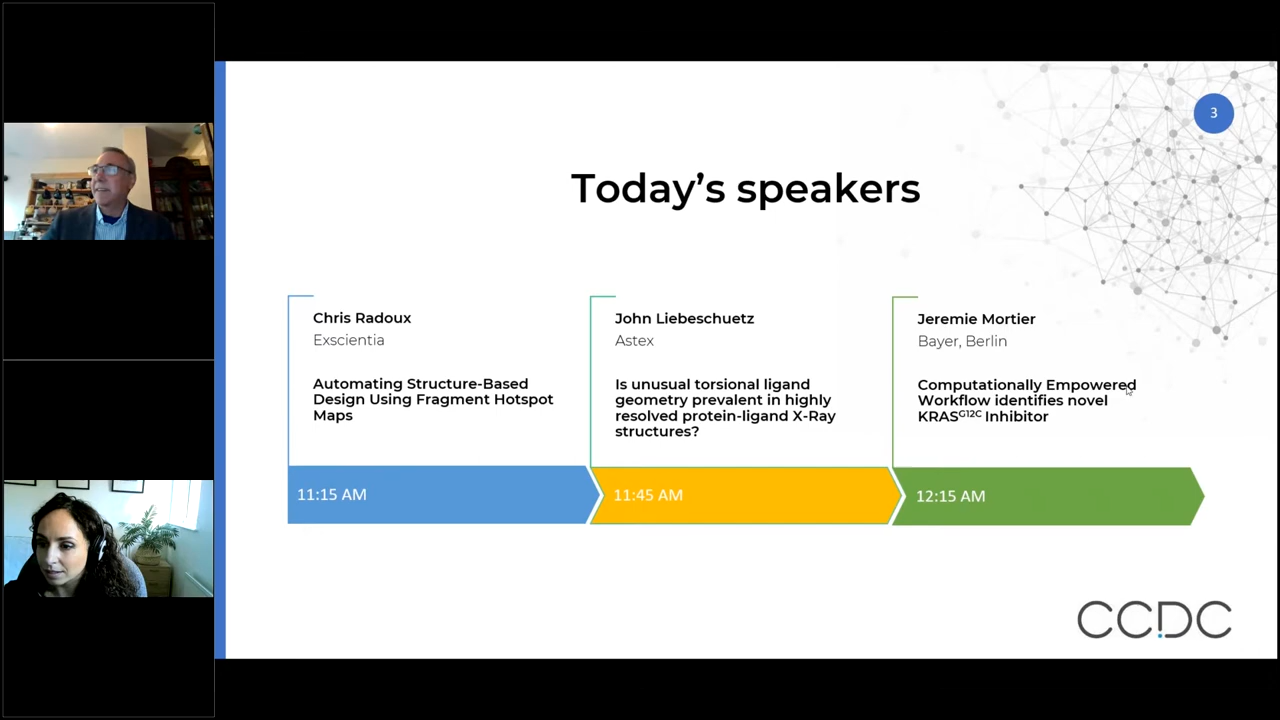 3
Today’s speakers
Chris Radoux
Exscientia
Automating Structure-Based
Design Using Fragment Hotspot
Maps
11:15 AM
John Liebeschuetz
Astex
Is unusual torsional ligand
geometry prevalent in highly
resolved protein-ligand X-Ray
structures?
11:45 AM
Jeremie Mortier
Bayer, Berlin
Computationally Empowered
Workflow identifies novel
KRASᴳ¹²ᶜ Inhibitor
12:15 AM
CCDC